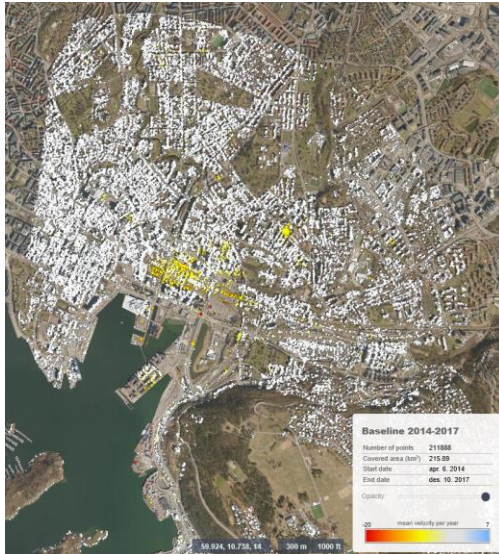 Baseline 2014-2017
Number of points 211888
Covered area (km²) 215.89
Start date apr. 6. 2014
End date des. 10. 2017
Opacity
mean velocity per year
-20 7
59.924, 10.738, 14 300 m 1000 ft